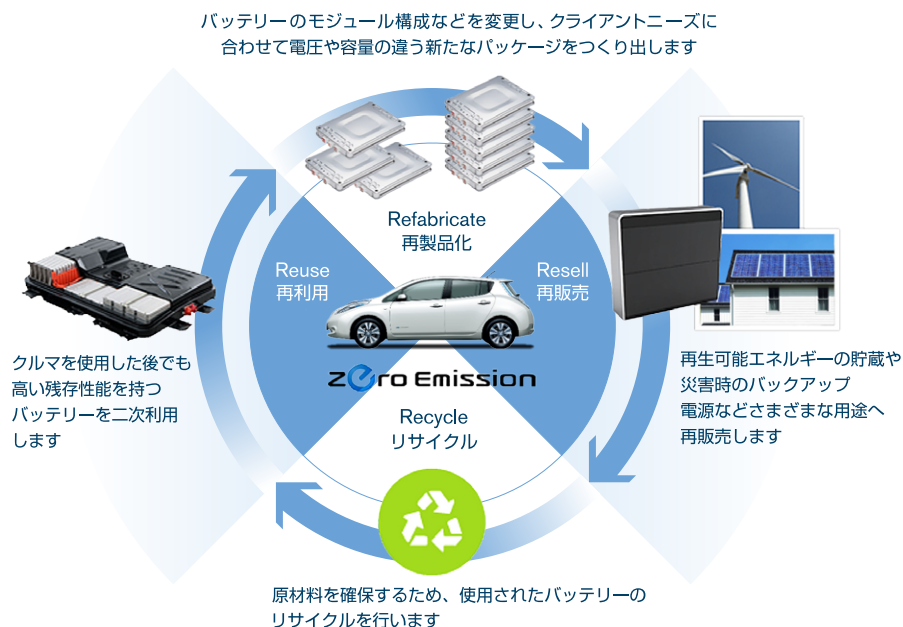 バッテリーのモジュール構成などを変更し、クライアントニーズに
合わせて電圧や容量の違う新たなパッケージをつくり出します
Refabricate
再製品化
Reuse
再利用
Resell
再販売
クルマを使用した後でも
高い残存性能を持つ
バッテリーを二次利用
します
zero Emission
再生可能エネルギーの貯蔵や
災害時のバックアップ
電源などさまざまな用途へ
再販売します
Recycle
リサイクル
原材料を確保するため、使用されたバッテリーの
リサイクルを行います